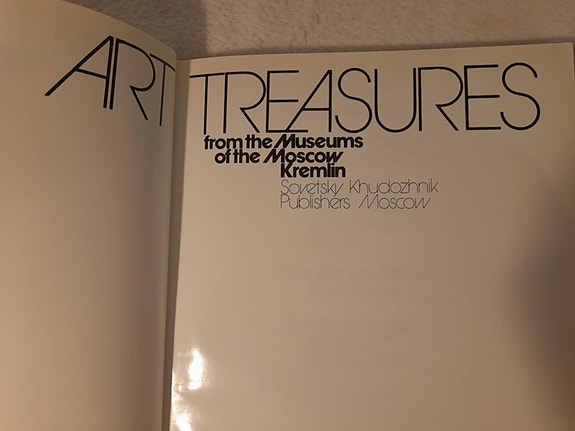 ART TREASURES
from the Museums
of the Moscow
Kremlin
Sovetsky Khudozhnik
Publishers Moscow